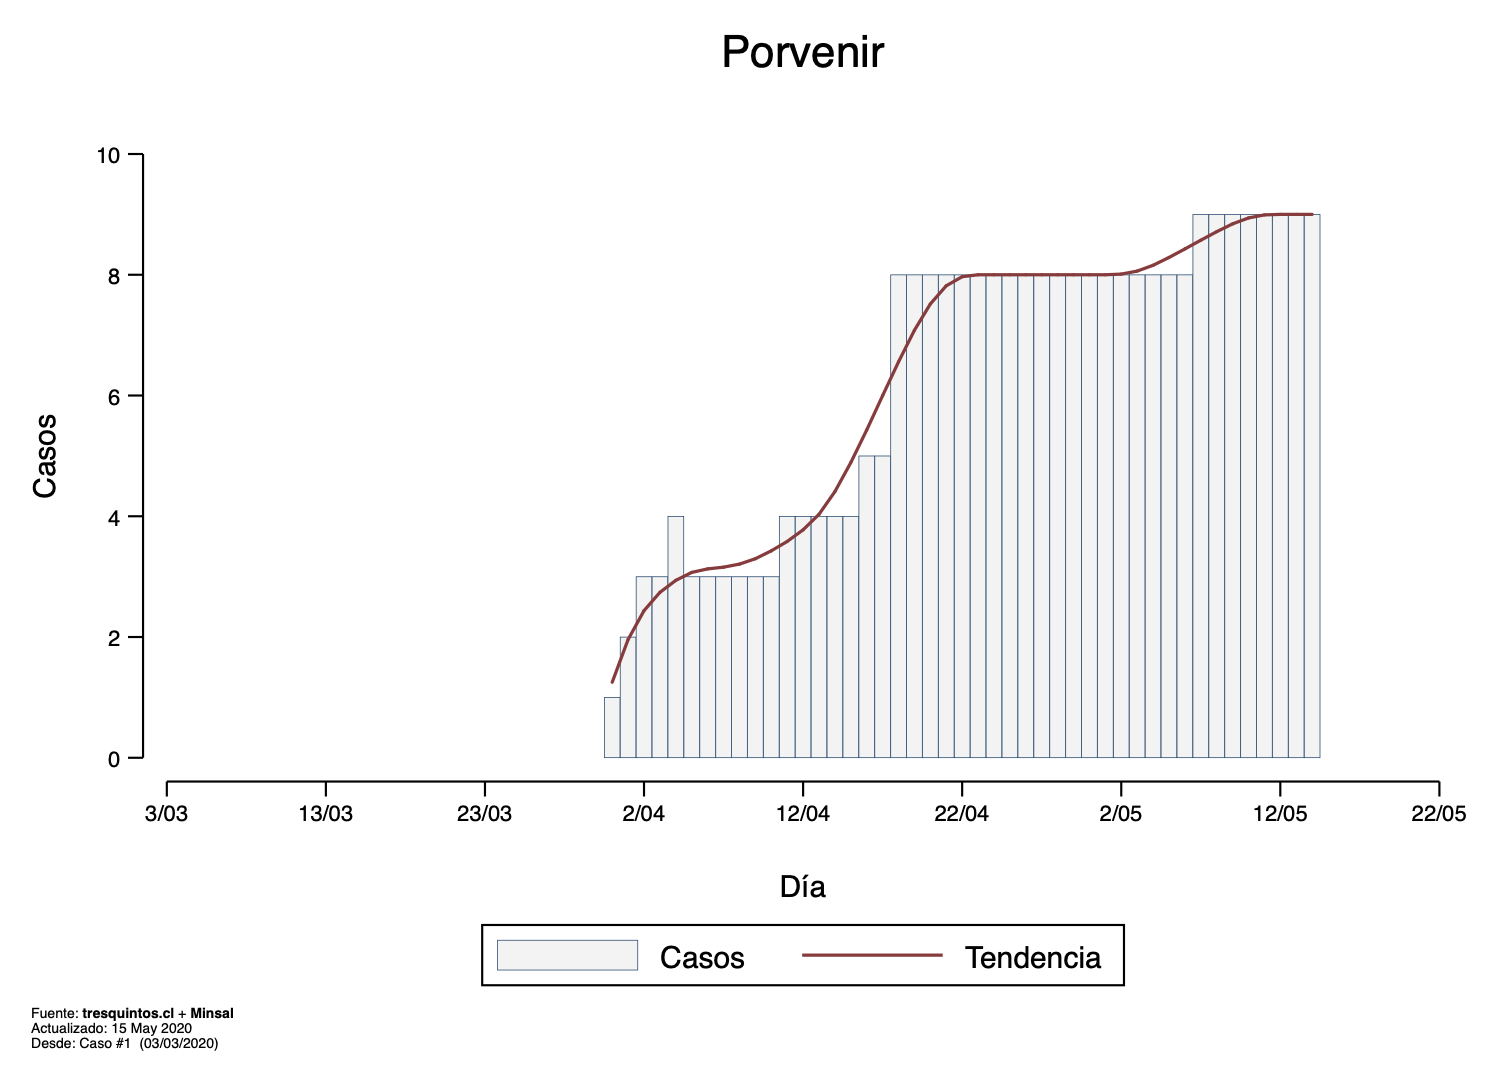 Porvenir
10
8
6
4
2
0
Casos
3/03 13/03 23/03 2/04 12/04 22/04 2/05 12/05 22/05
Día
Casos Tendencia
Fuente: tresquintos.cl + Minsal
Actualizado: 15 May 2020
Desde: Caso #1 (03/03/2020)